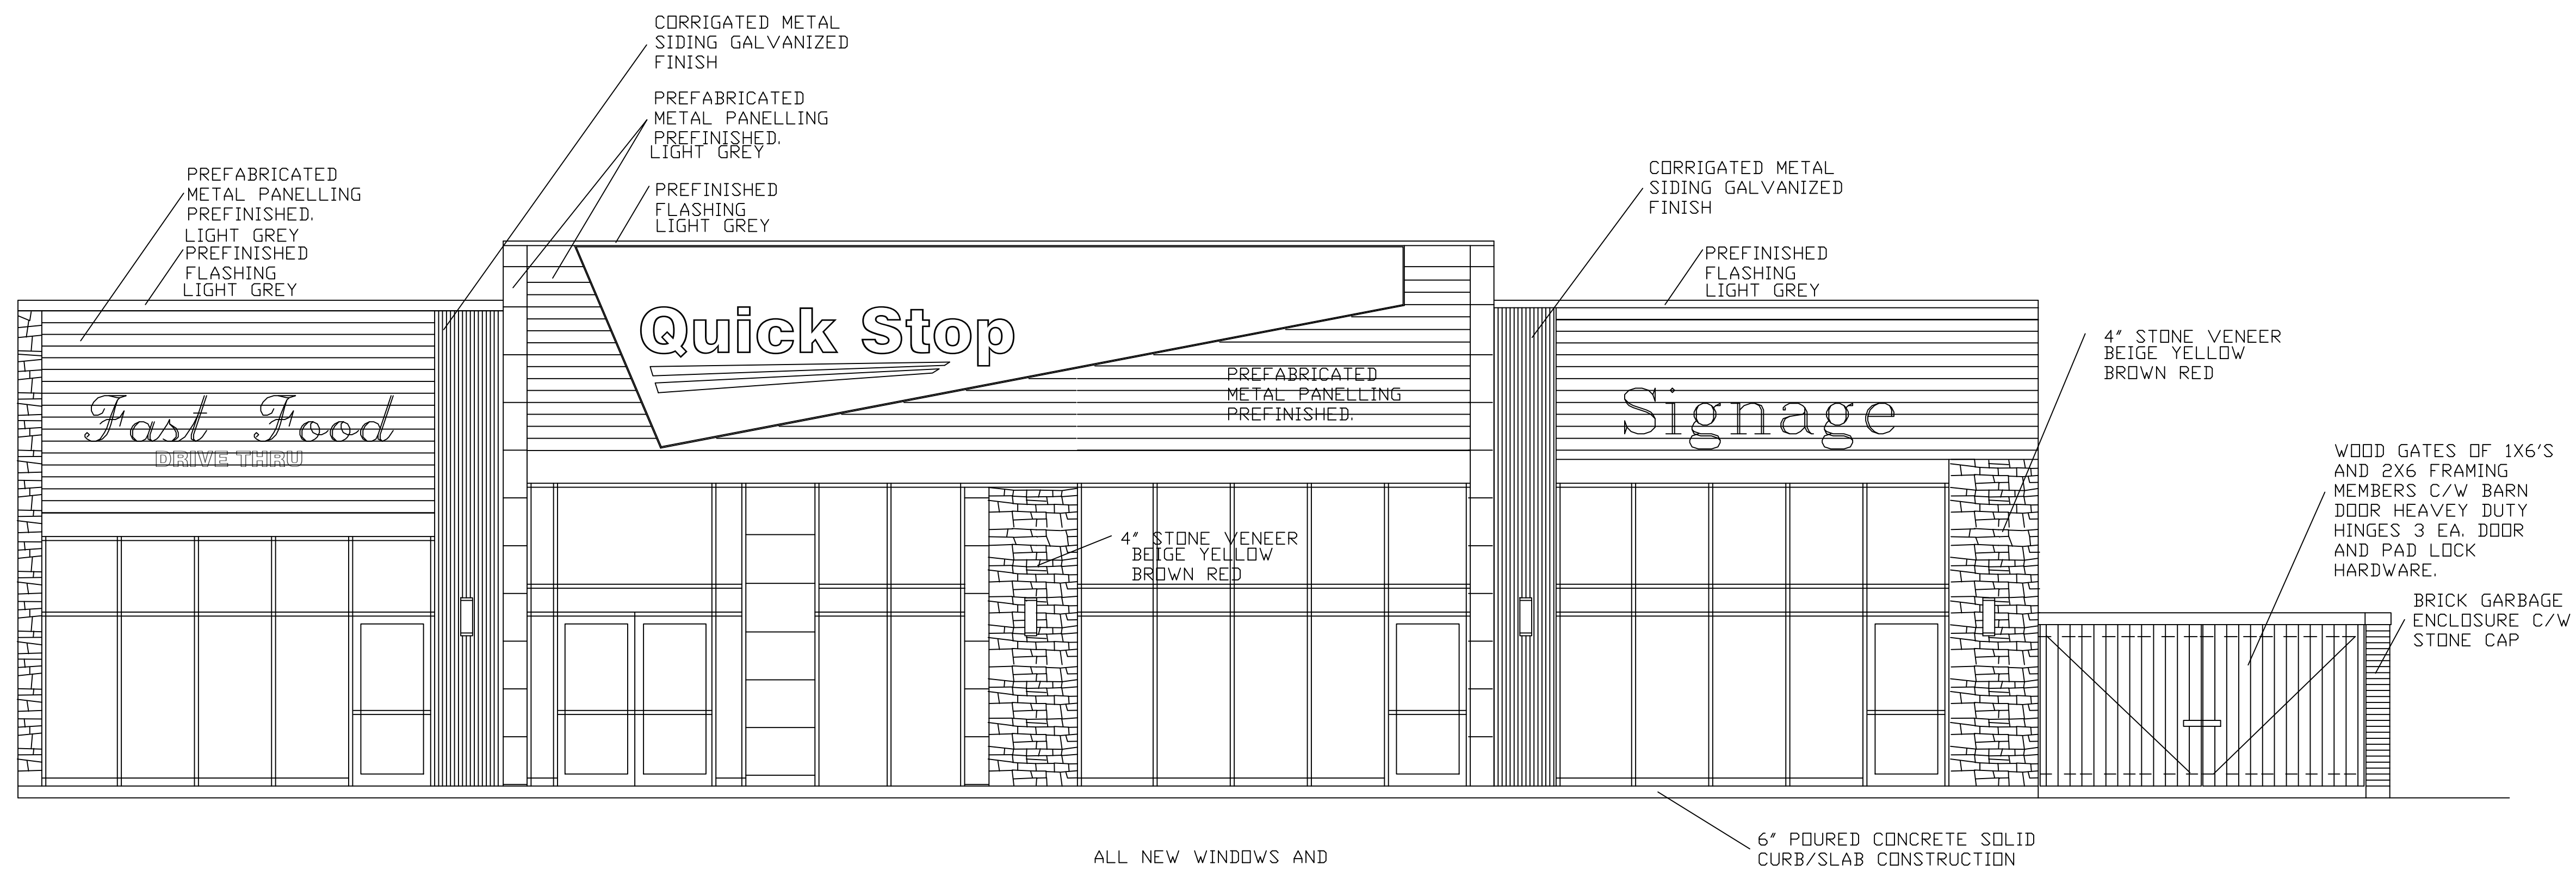 CORRIGATED METAL
SIDING GALVANIZED
FINISH
PREFABRICATED
METAL PANELLING
PREFINISHED.
LIGHT GREY
PREFINISHED
FLASHING
LIGHT GREY
PREFABRICATED
METAL PANELLING
PREFINISHED.
LIGHT GREY
PREFINISHED
FLASHING
LIGHT GREY
CORRIGATED METAL
SIDING GALVANIZED
FINISH
PREFINISHED
FLASHING
LIGHT GREY
4" STONE VENEER
BEIGE YELLOW
BROWN RED
Quick Stop
PREFABRICATED
METAL PANELLING
PREFINISHED.
Fast Food
DRIVE THRU
Signage
WOOD GATES OF 1X6'S
AND 2X6 FRAMING
MEMBERS C/W BARN
DOOR HEAVEY DUTY
HINGES 3 EA. DOOR
AND PAD LOCK
HARDWARE.
4" STONE VENEER
BEIGE YELLOW
BROWN RED
BRICK GARBAGE
ENCLOSURE C/W
STONE CAP
6" POURED CONCRETE SOLID
CURB/SLAB CONSTRUCTION
ALL NEW WINDOWS AND